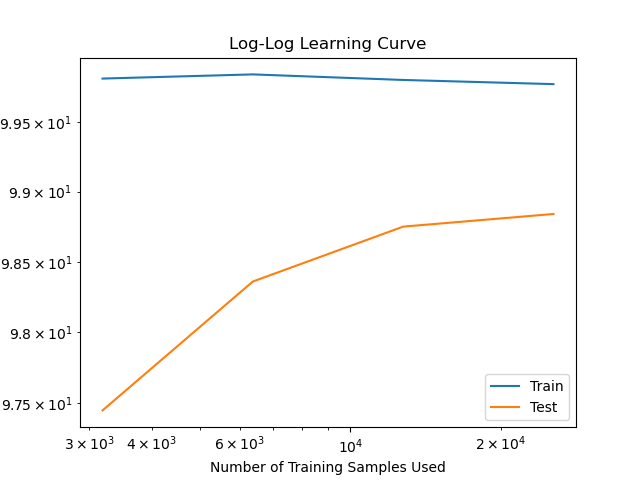 Log-Log Learning Curve
9.95 × 10¹
9.9 × 10¹
9.85 × 10¹
9.8 × 10¹
9.75 × 10¹
Train
Test
3 × 10³ 4 × 10³ 6 × 10³ 10⁴ 2 × 10⁴
Number of Training Samples Used